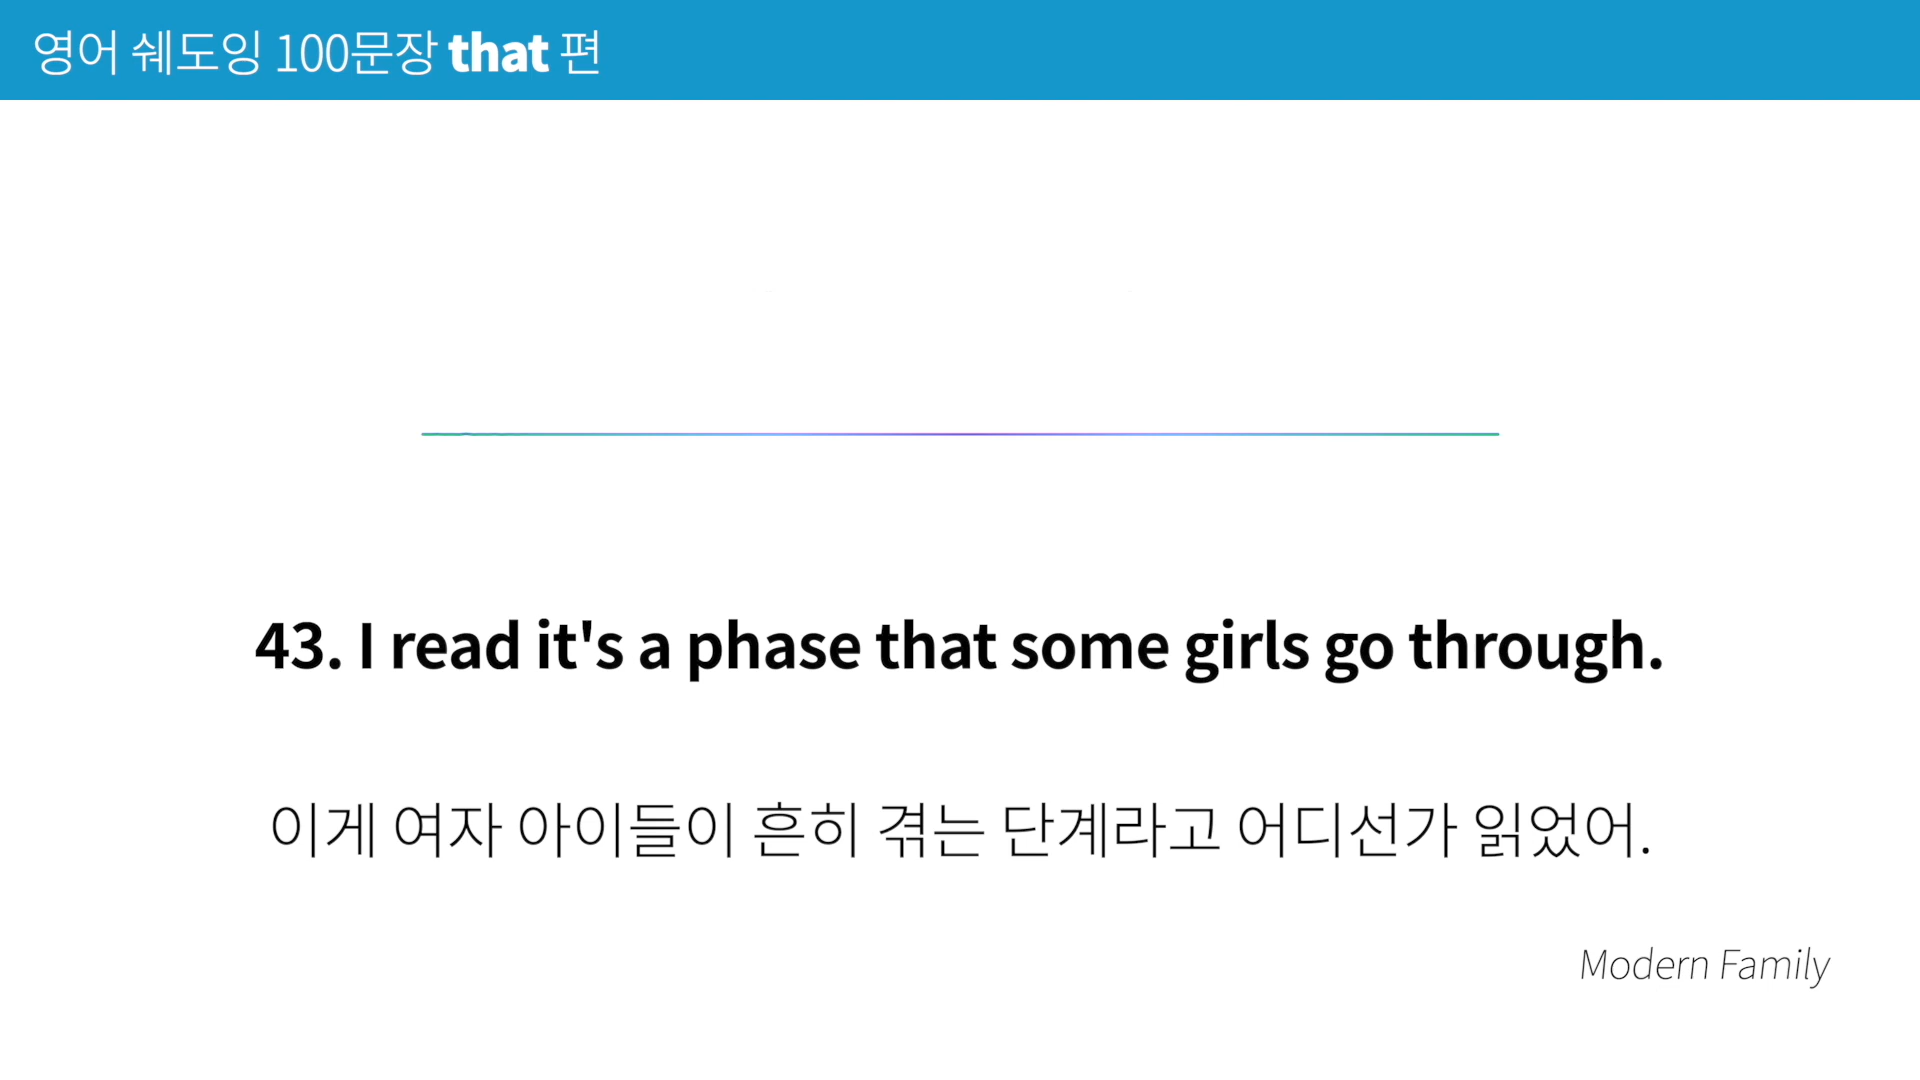 영어 쉐도잉 100문장 that 편
43. I read it's a phase that some girls go through.
이게 여자 아이들이 흔히 겪는 단계라고 어디선가 읽었어.
Modern Family